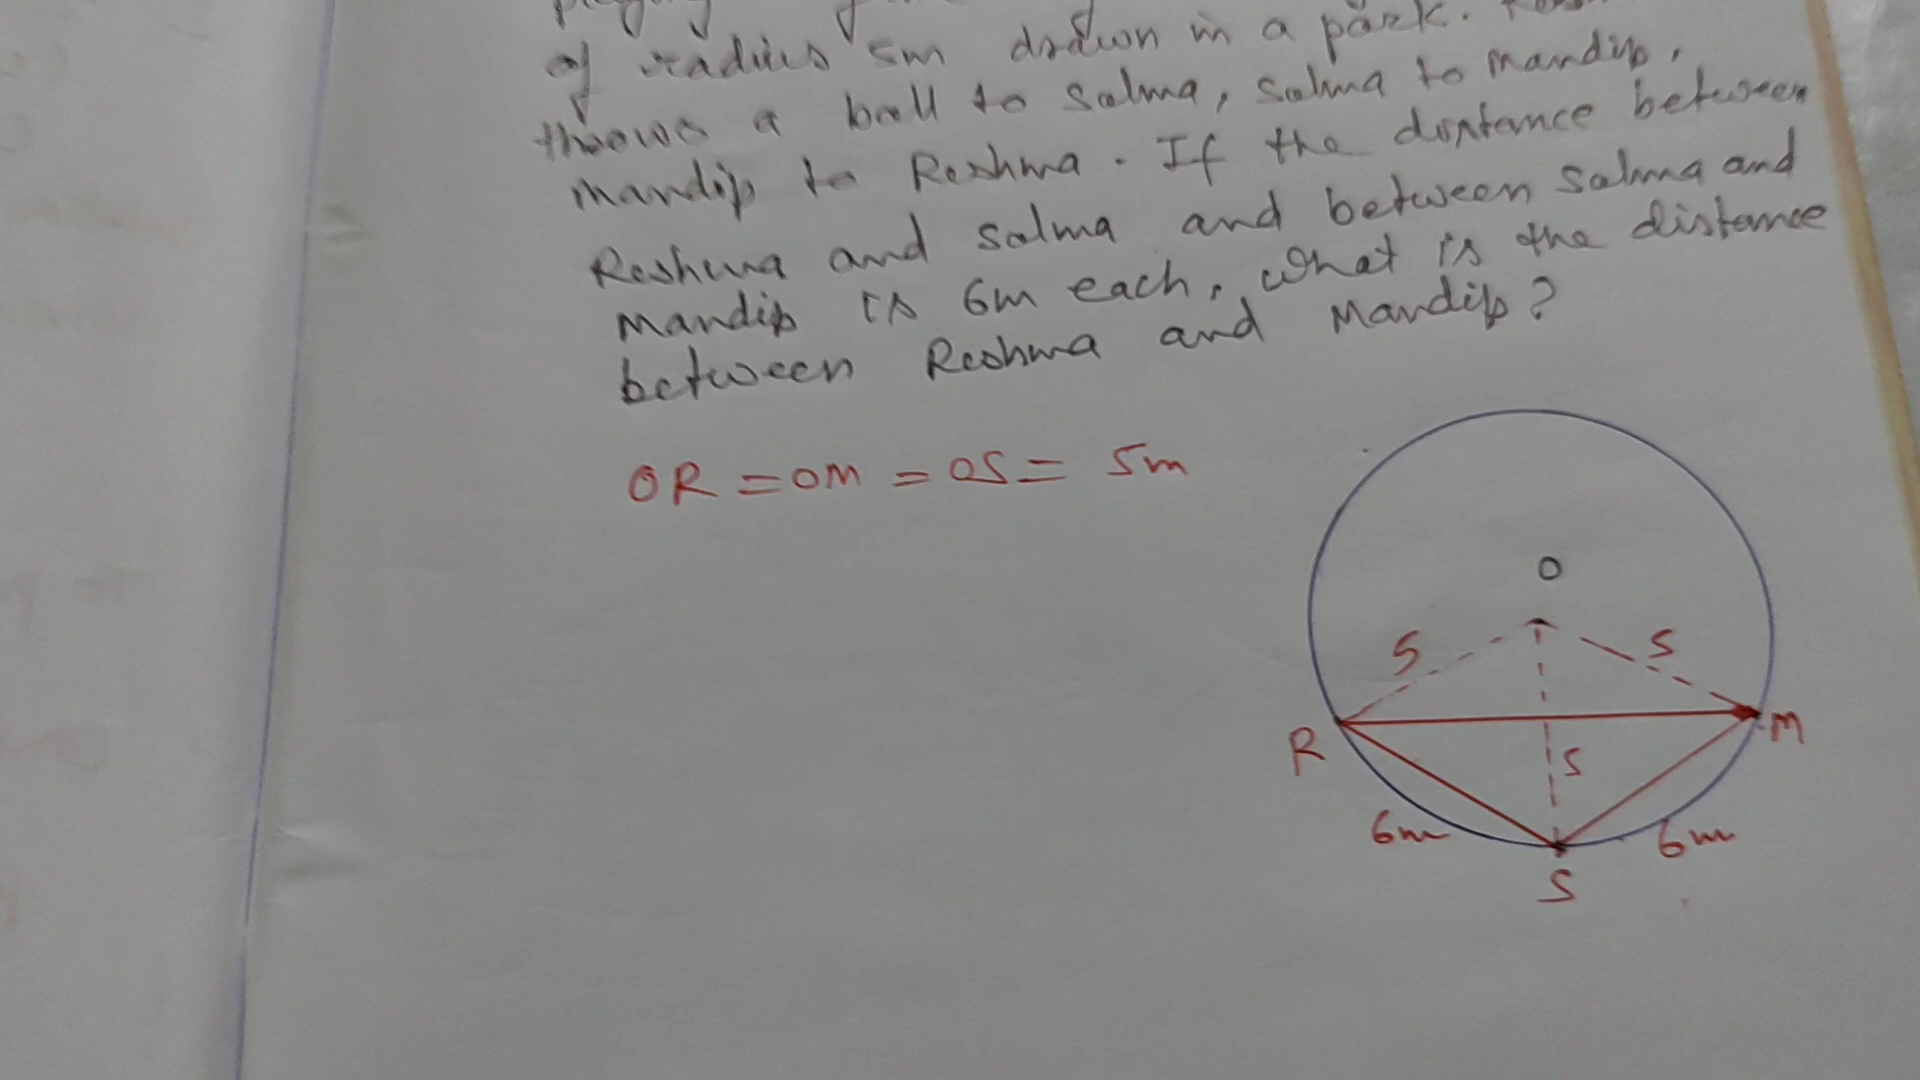 of radius 5m drawn in a park.
throws a ball to Salma, Salma to Mandip,
Mandip to Reshma. If the distance between
Reshma and Salma and between Salma and
Mandip is 6m each, what is the distance
between Reshma and Mandip?
OR = OM = OS = 5m
O
5 5
R M
5
6m 6m
S